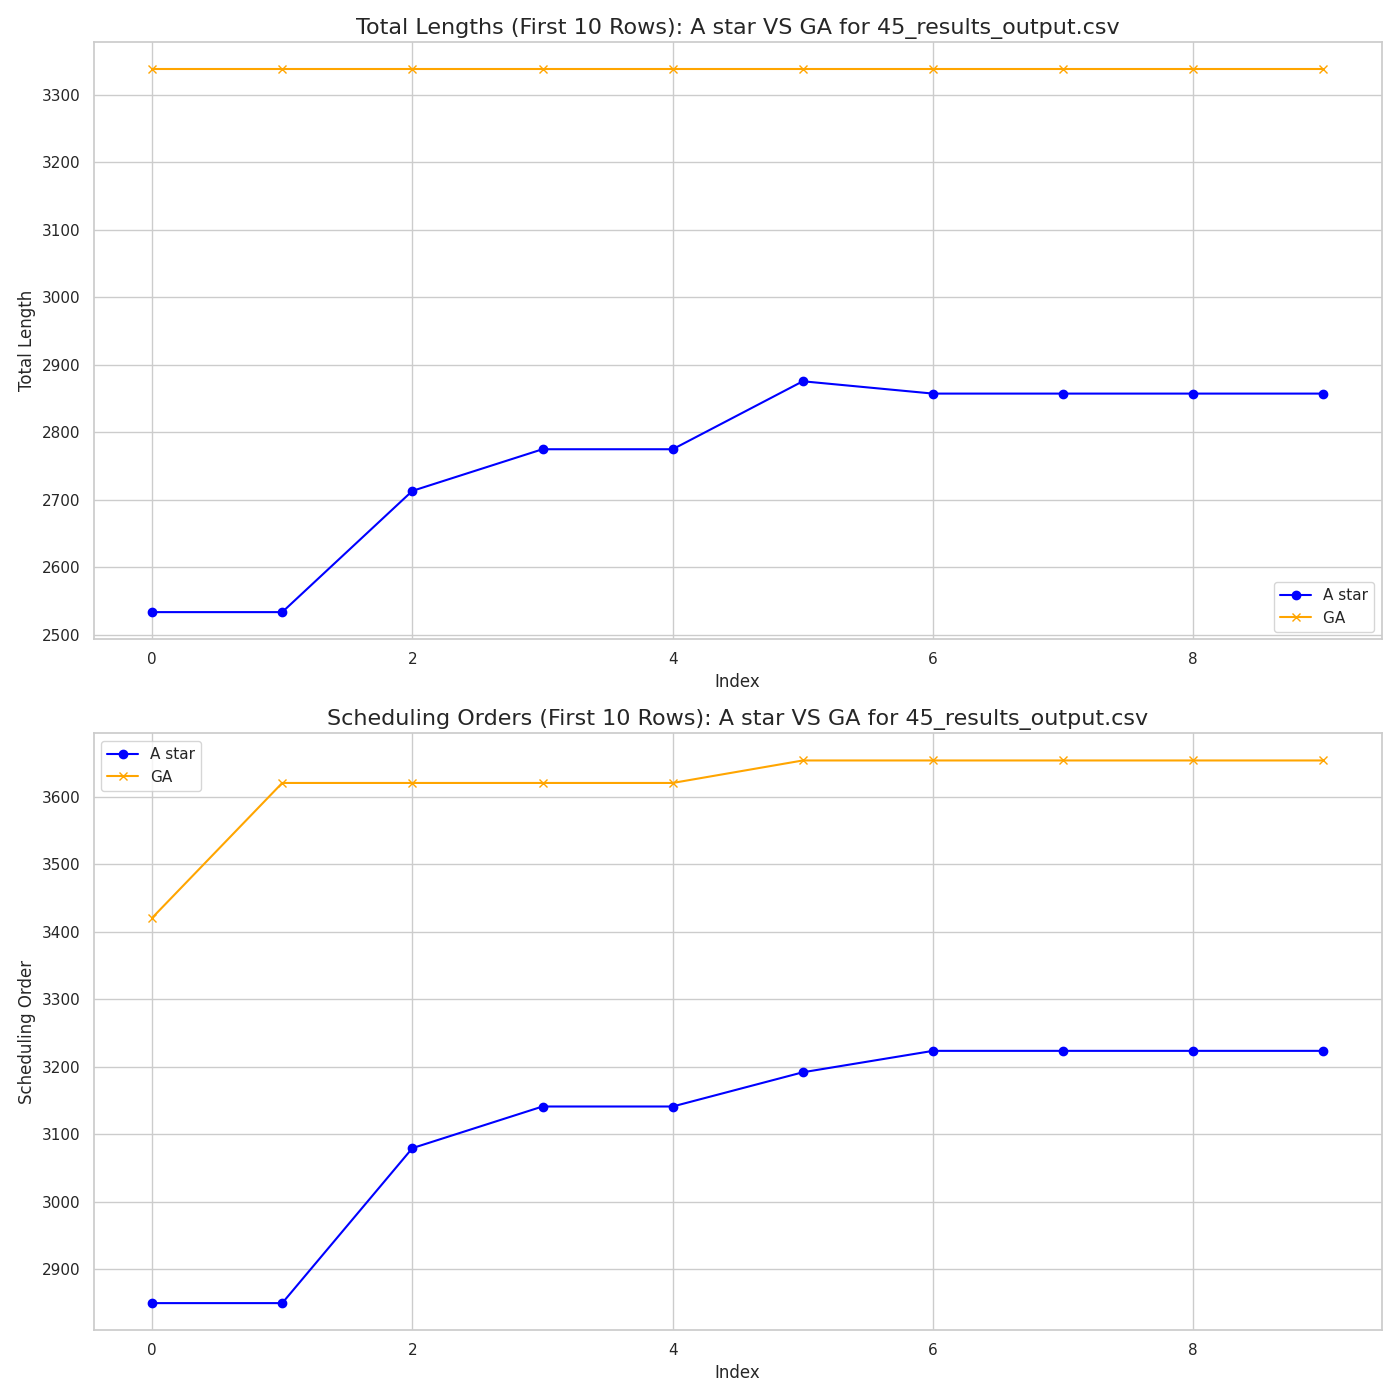 Total Lengths (First 10 Rows): A star VS GA for 45_results_output.csv
3300
3200
3100
3000
2900
2800
2700
2600
2500
Total Length
A star
GA
0 2 4 6 8
Index
Scheduling Orders (First 10 Rows): A star VS GA for 45_results_output.csv
A star
GA
3600
3500
3400
3300
3200
3100
3000
2900
Scheduling Order
0 2 4 6 8
Index